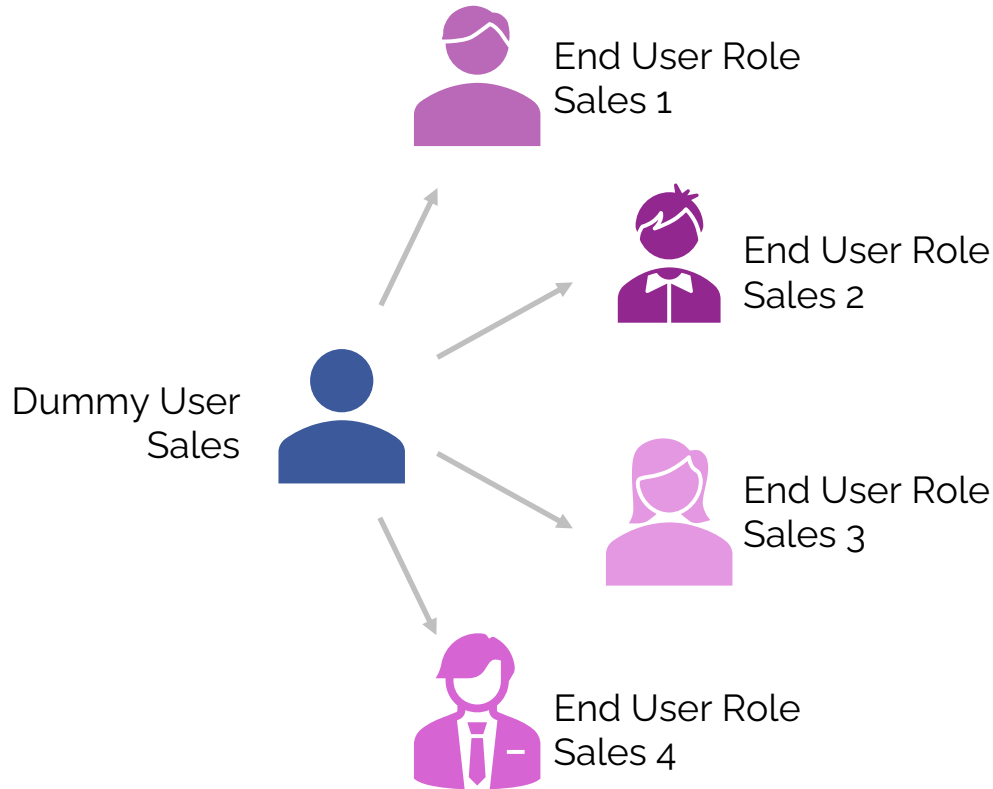 End User Role
Sales 1
End User Role
Sales 2
Dummy User
Sales
End User Role
Sales 3
End User Role
Sales 4